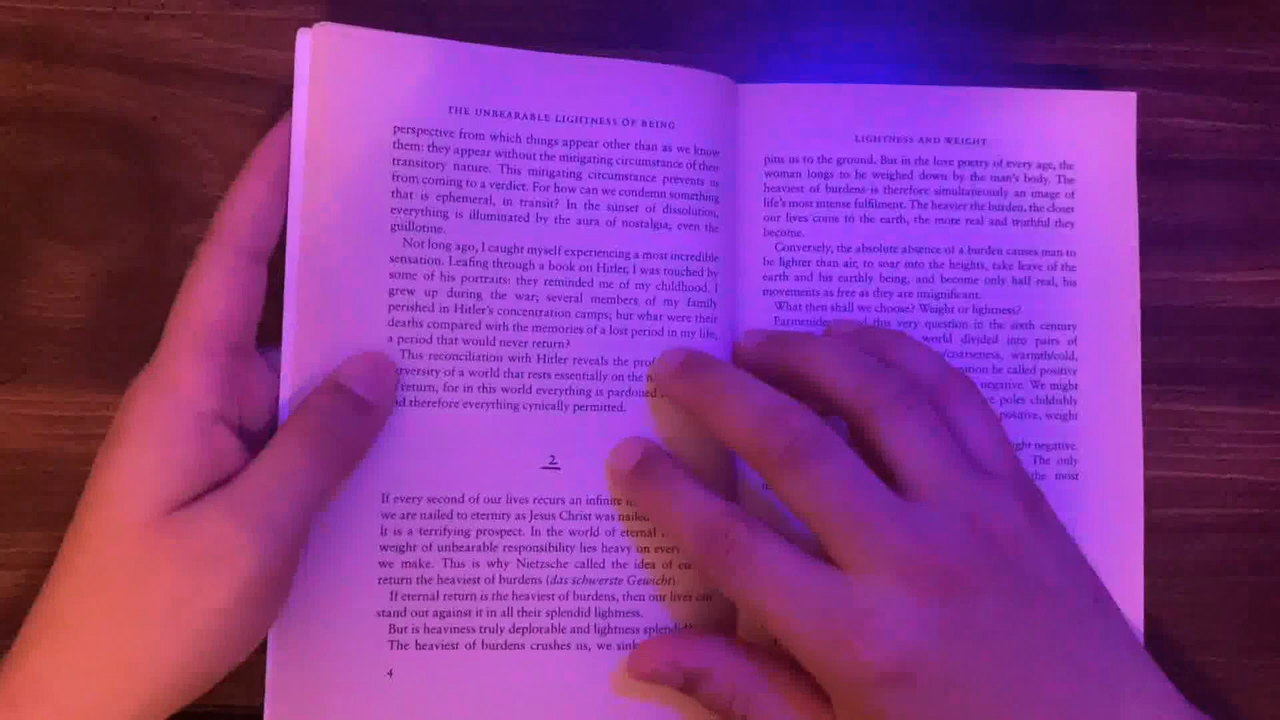 THE UNBEARABLE LIGHTNESS OF BEING
perspective from which things appear other than as we know
them: they appear without the mitigating circumstance of their
transitory nature. This mitigating circumstance prevents us
from coming to a verdict. For how can we condemn something
that is ephemeral, in transit? In the sunset of dissolution,
everything is illuminated by the aura of nostalgia, even the
guillotine.
Not long ago, I caught myself experiencing a most incredible
sensation. Leafing through a book on Hitler, I was touched by
some of his portraits: they reminded me of my childhood. I
grew up during the war; several members of my family
perished in Hitler's concentration camps; but what were their
deaths compared with the memories of a lost period in my life,
a period that would never return?
This reconciliation with Hitler reveals the
rests essentially on the
return, for in this world everything is pardoned
therefore everything cynically permitted.
2
If every second of our lives recurs an infinite
we are nailed to eternity as Jesus Christ was nailed
It is a terrifying prospect. In the world of eternal
weight of unbearable responsibility lies heavy on
we make. This is why Nietzsche called the idea of
return the heaviest of burdens (das schwerste Gewicht).
If eternal return is the heaviest of burdens, then our lives can
stand out against it in all their splendid lightness.
But is heaviness truly deplorable and lightness
The heaviest of burdens crushes us, we sink
4
LIGHTNESS AND WEIGHT
pins us to the ground. But in the love poetry of every age, the
woman longs to be weighed down by the man's body. The
heaviest of burdens is therefore simultaneously an image of
life's most intense fulfilment. The heavier the burden, the closer
our lives come to the earth, the more real and truthful they
become.
Conversely, the absolute absence of a burden causes man to
be lighter than air, to soar into the heights, take leave of the
earth and his earthly being, and become only half real, his
movements as free as they are insignificant.
What then shall we choose? Weight or lightness?
Parmenides this very question in the sixth century
world divided into pairs of
coarseness, warmth/cold,
be called positive
negative. We might
poles childishly
positive, weight
negative.
The only
the most